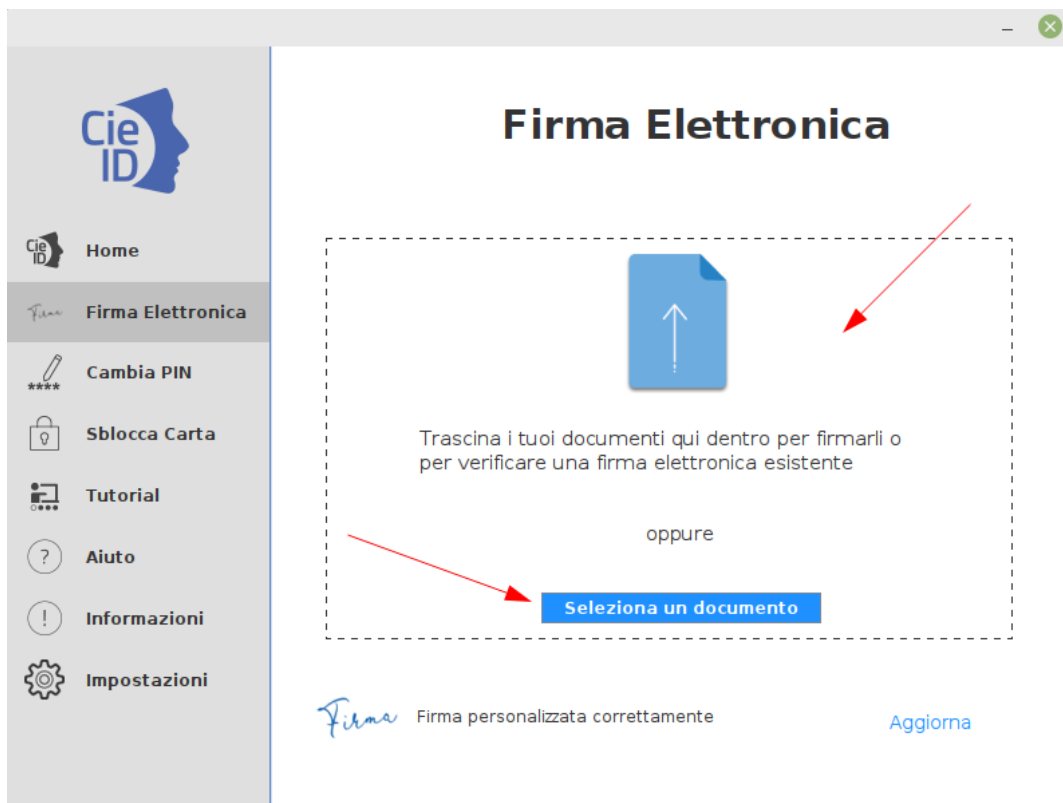 Cie
ID
Firma Elettronica
Cie
ID
Home
Firma
Firma Elettronica
****
Cambia PIN
Sblocca Carta
Tutorial
?
Aiuto
!
Informazioni
Impostazioni
Trascina i tuoi documenti qui dentro per firmarli o
per verificare una firma elettronica esistente
oppure
Seleziona un documento
Firma
Firma personalizzata correttamente
Aggiorna